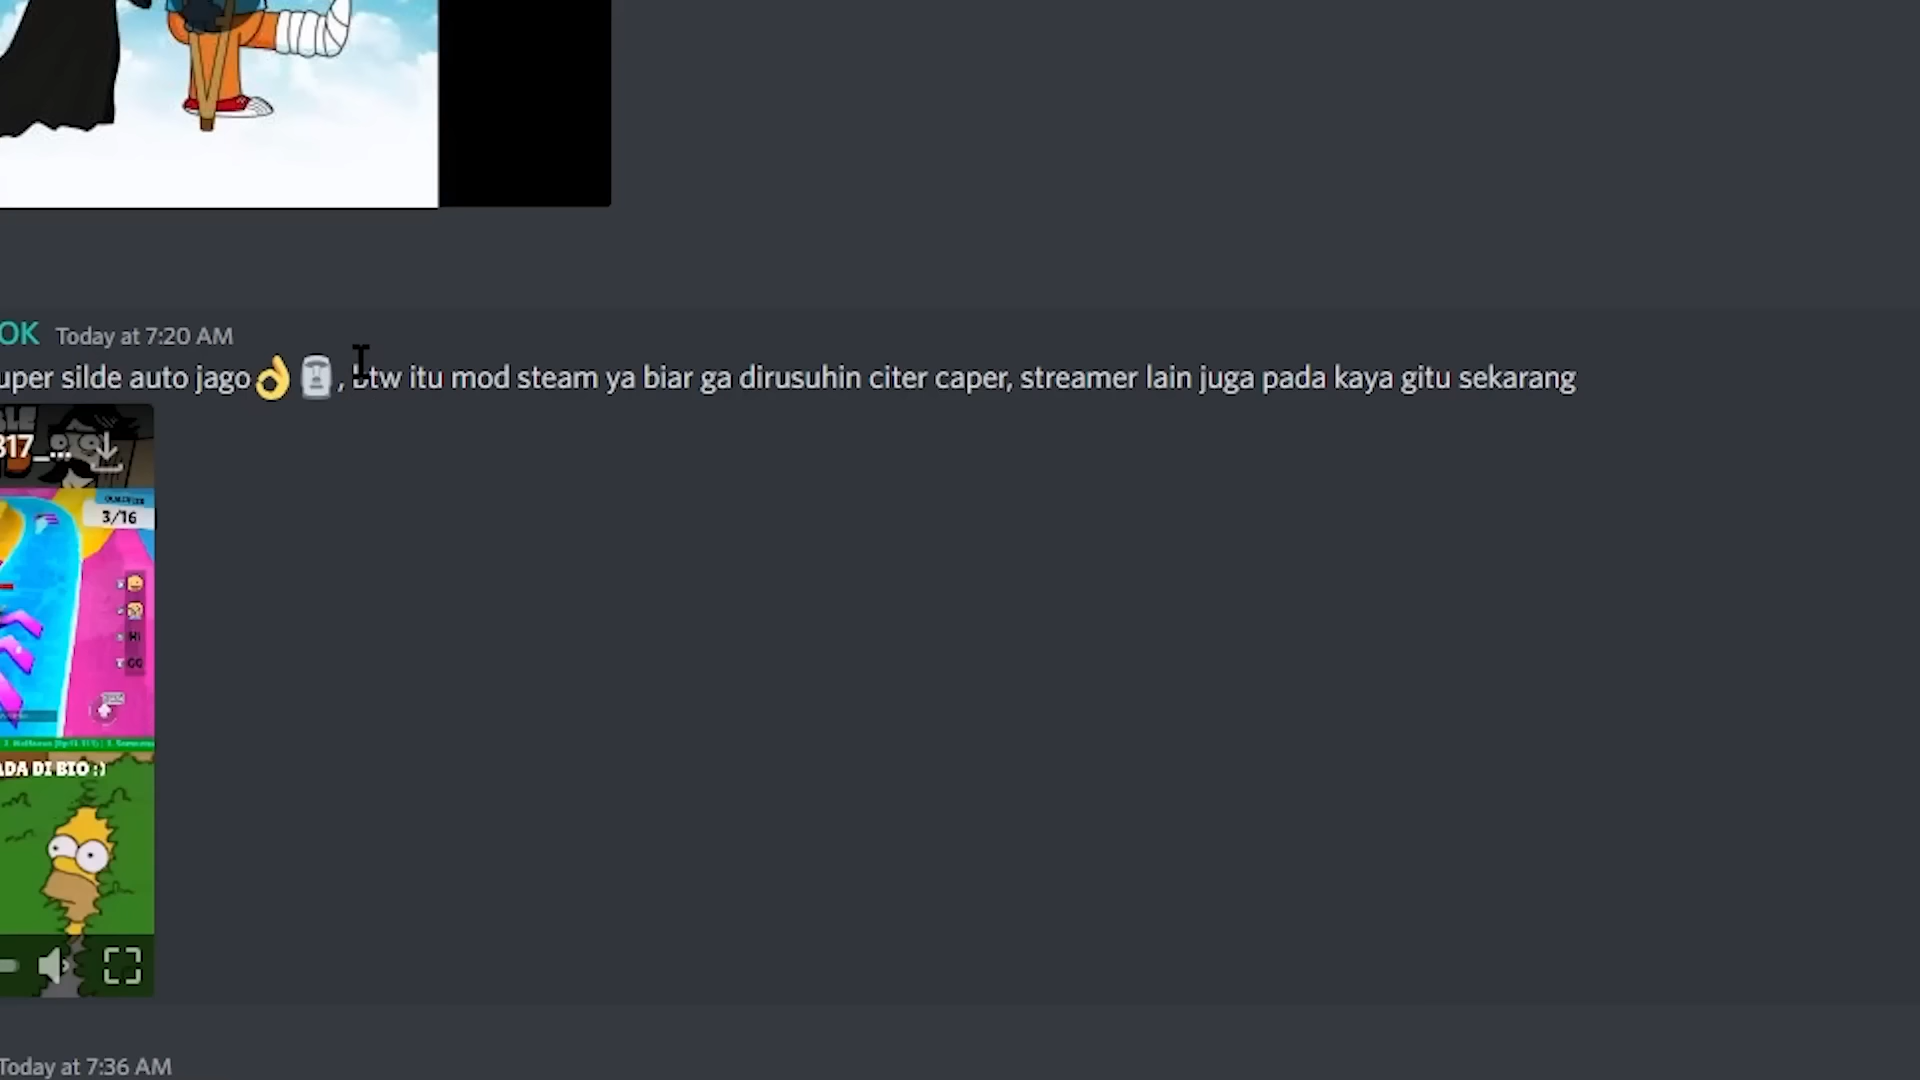 OK Today at 7:20 AM
uper silde auto jago👌🗿, btw itu mod steam ya biar ga dirusuhin citer caper, streamer lain juga pada kaya gitu sekarang
317_...
3/16
HI
GG
ADA DI BIO :)
Today at 7:36 AM